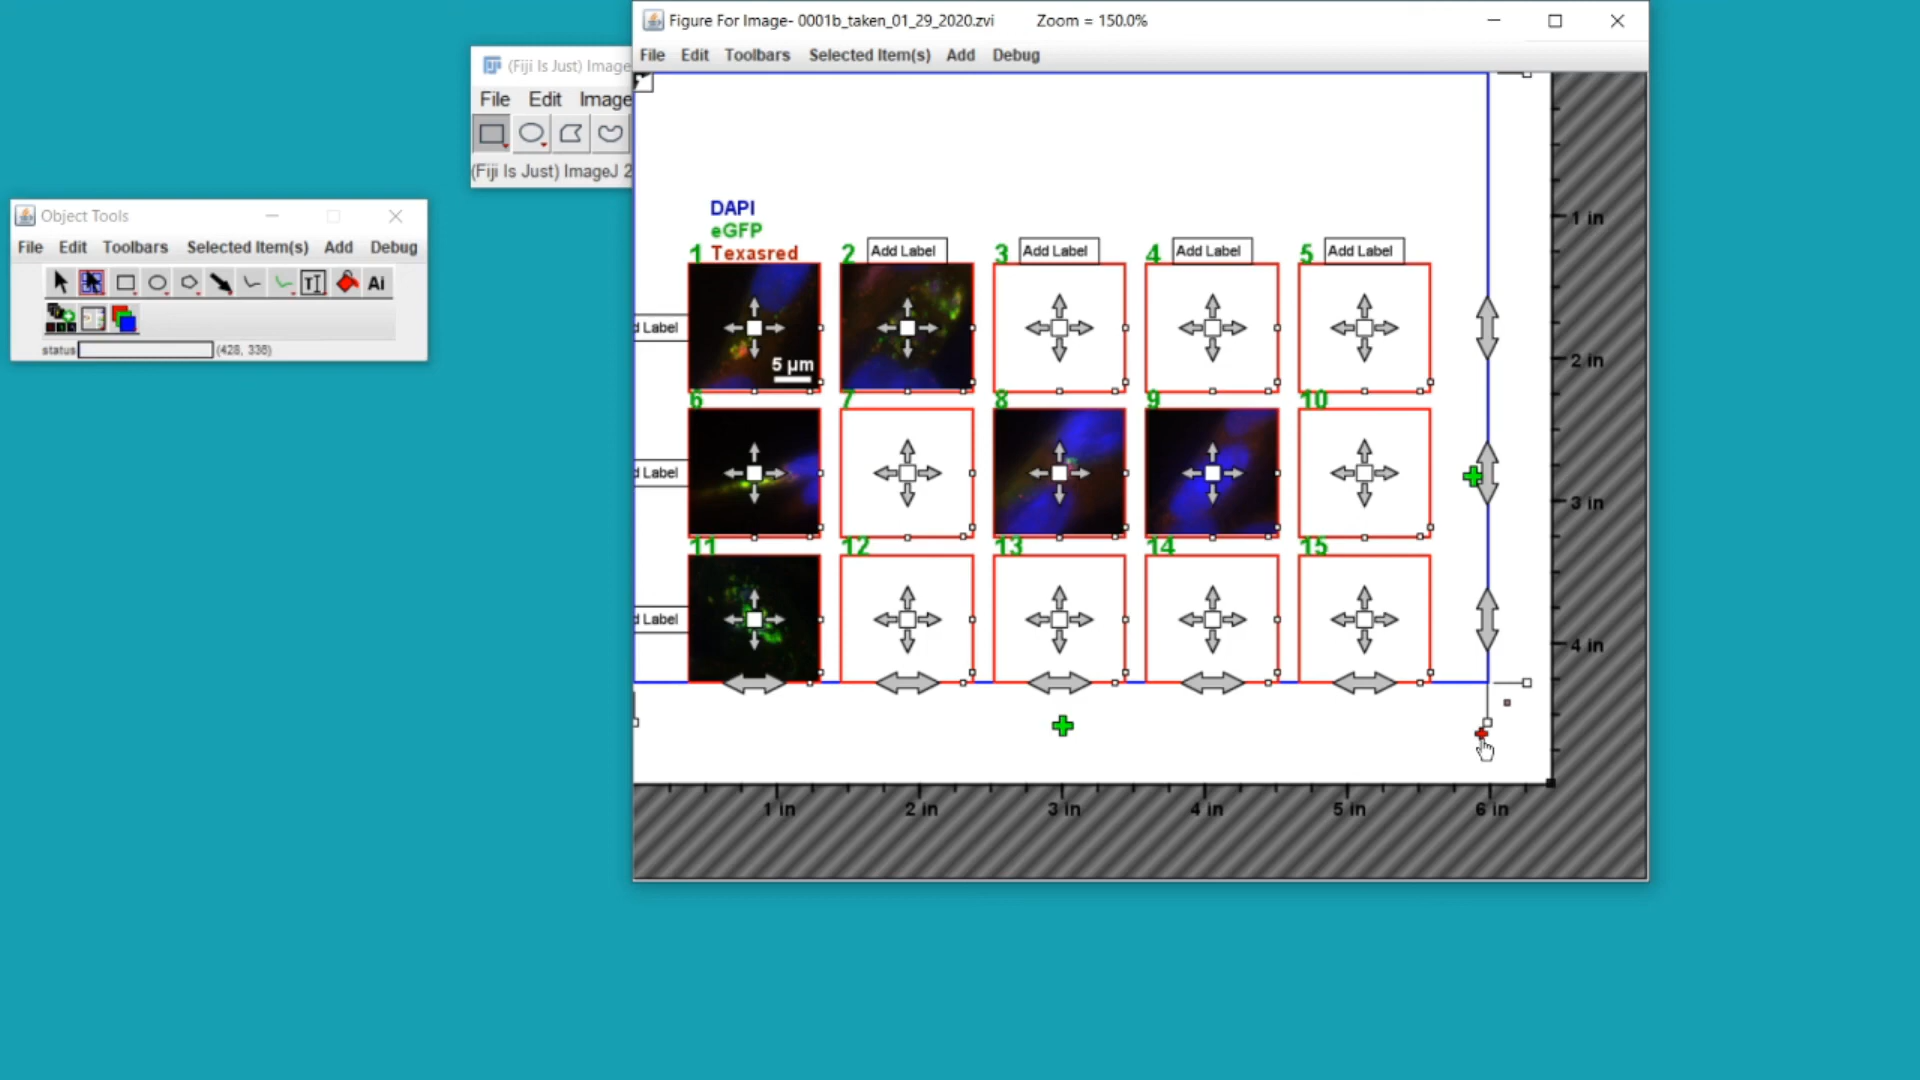 Figure For Image- 0001b_taken_01_29_2020.zvi Zoom = 150.0%
File Edit Toolbars Selected Item(s) Add Debug
(Fiji Is Just) Image
File Edit Image
(Fiji Is Just) ImageJ 2
Object Tools
File Edit Toolbars Selected Item(s) Add Debug
T Ai
status (428, 336)
DAPI
eGFP
Texasred
1 2 Add Label 3 Add Label 4 Add Label 5 Add Label
d Label
5 µm
6 7 8 9 10
d Label
11 12 13 14 15
d Label
1 in
2 in
3 in
4 in
1 in 2 in 3 in 4 in 5 in 6 in